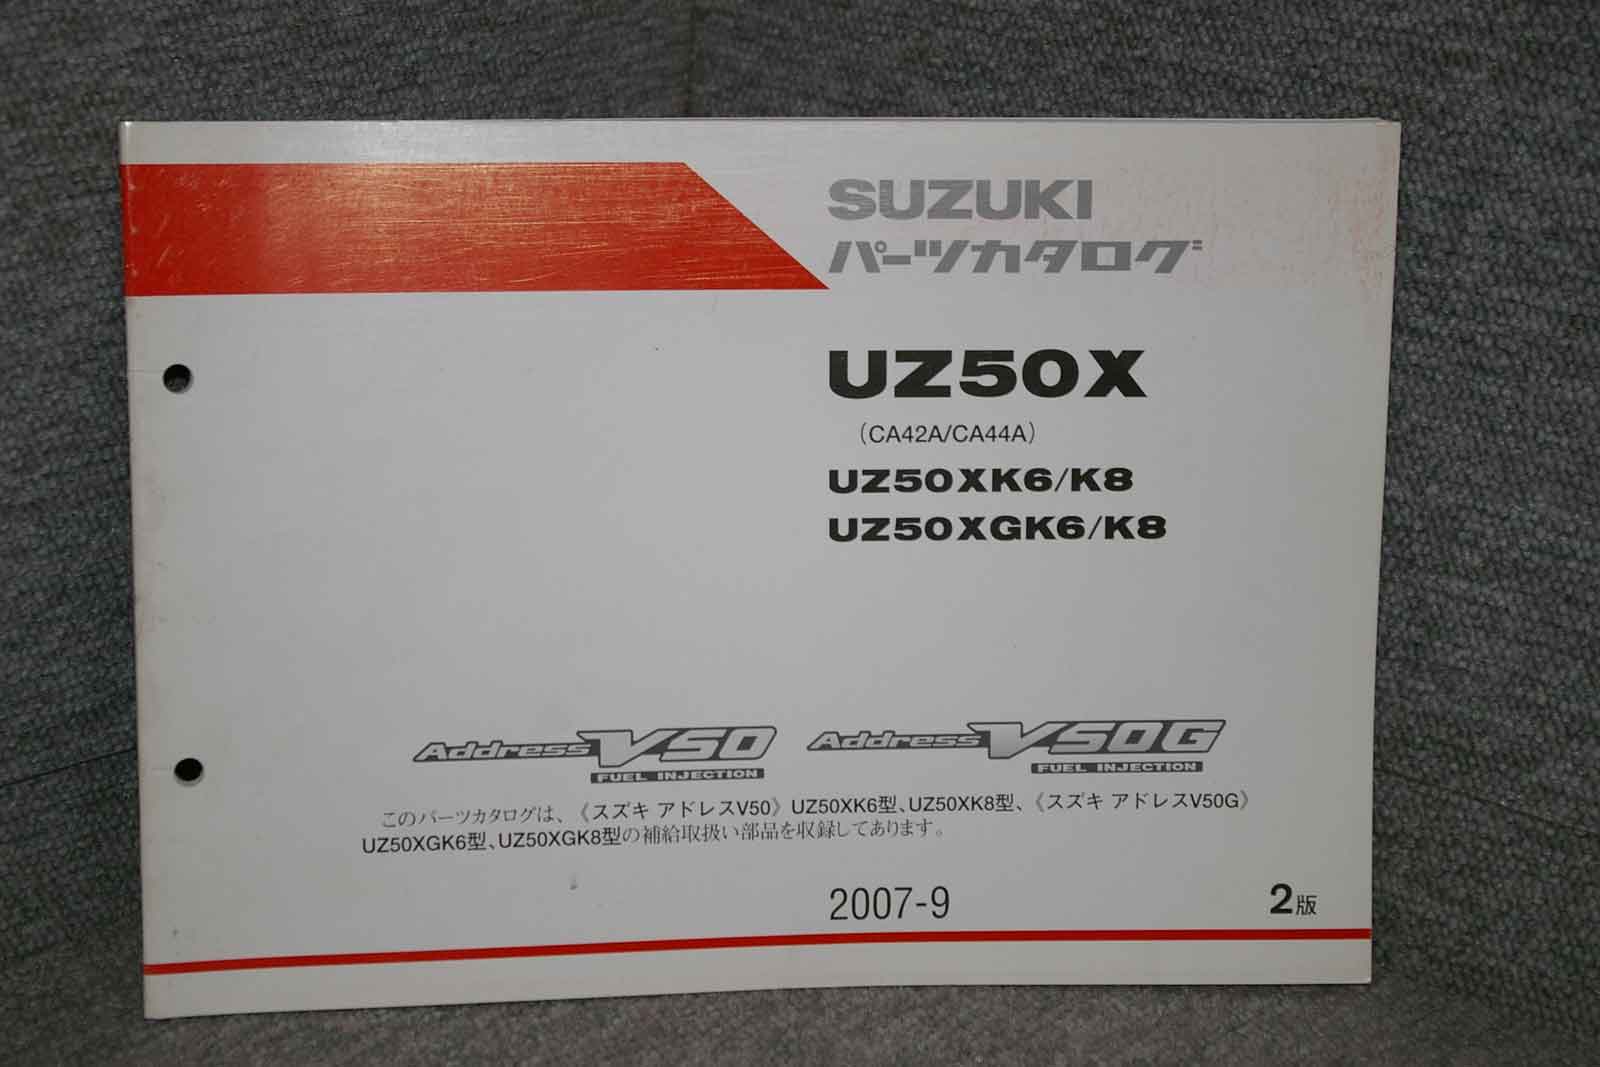 SUZUKI
パーツカタログ
UZ50X
（CA42A/CA44A）
UZ50XK6/K8
UZ50XGK6/K8
Address V50 Address V50G
FUEL INJECTION FUEL INJECTION
このパーツカタログは、《スズキ アドレスV50》UZ50XK6型、UZ50XK8型、《スズキ アドレスV50G》
UZ50XGK6型、UZ50XGK8型の補給取扱い部品を収録してあります。
2007-9 2版